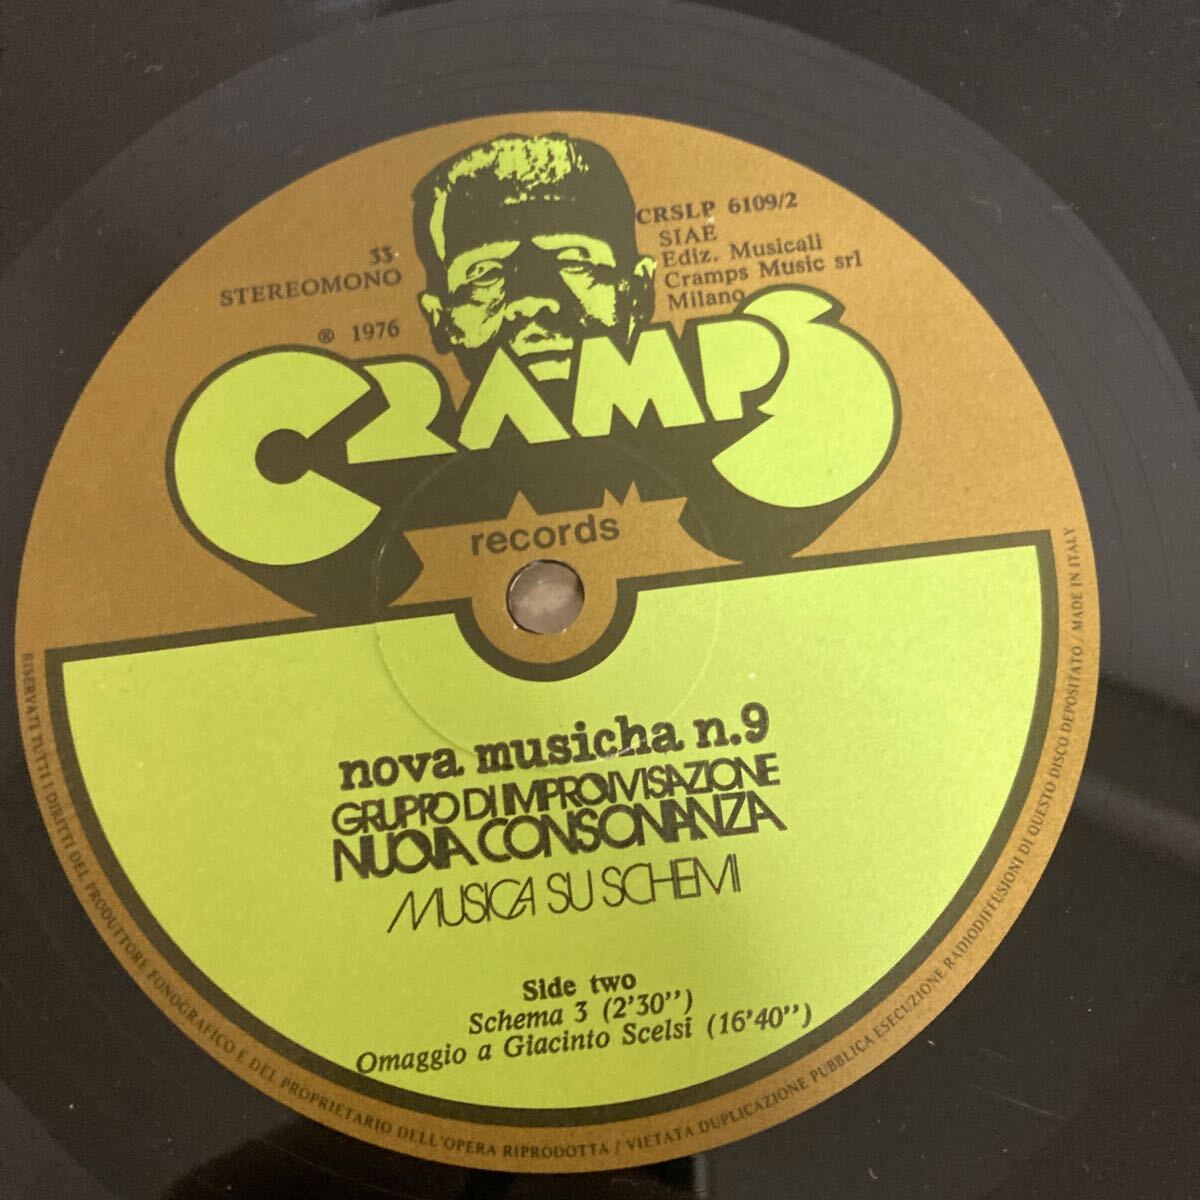 33
STEREOMONO
℗ 1976
CRSLP 6109/2
SIAE
Ediz. Musicali
Cramps Music srl
Milano
CRAMPS
records
nova musicha n.9
GRUPPO DI IMPROVVISAZIONE
NUOVA CONSONANZA
MUSICA SU SCHEMI
Side two
Schema 3 (2'30'')
Omaggio a Giacinto Scelsi (16'40'')
RISERVATI TUTTI I DIRITTI DEL PRODUTTORE FONOGRAFICO E DEL PROPRIETARIO DELL'OPERA RIPRODOTTA / VIETATA DUPLICAZIONE PUBBLICA ESECUZIONE RADIODIFFUSIONI DI QUESTO DISCO DEPOSITATO / MADE IN ITALY